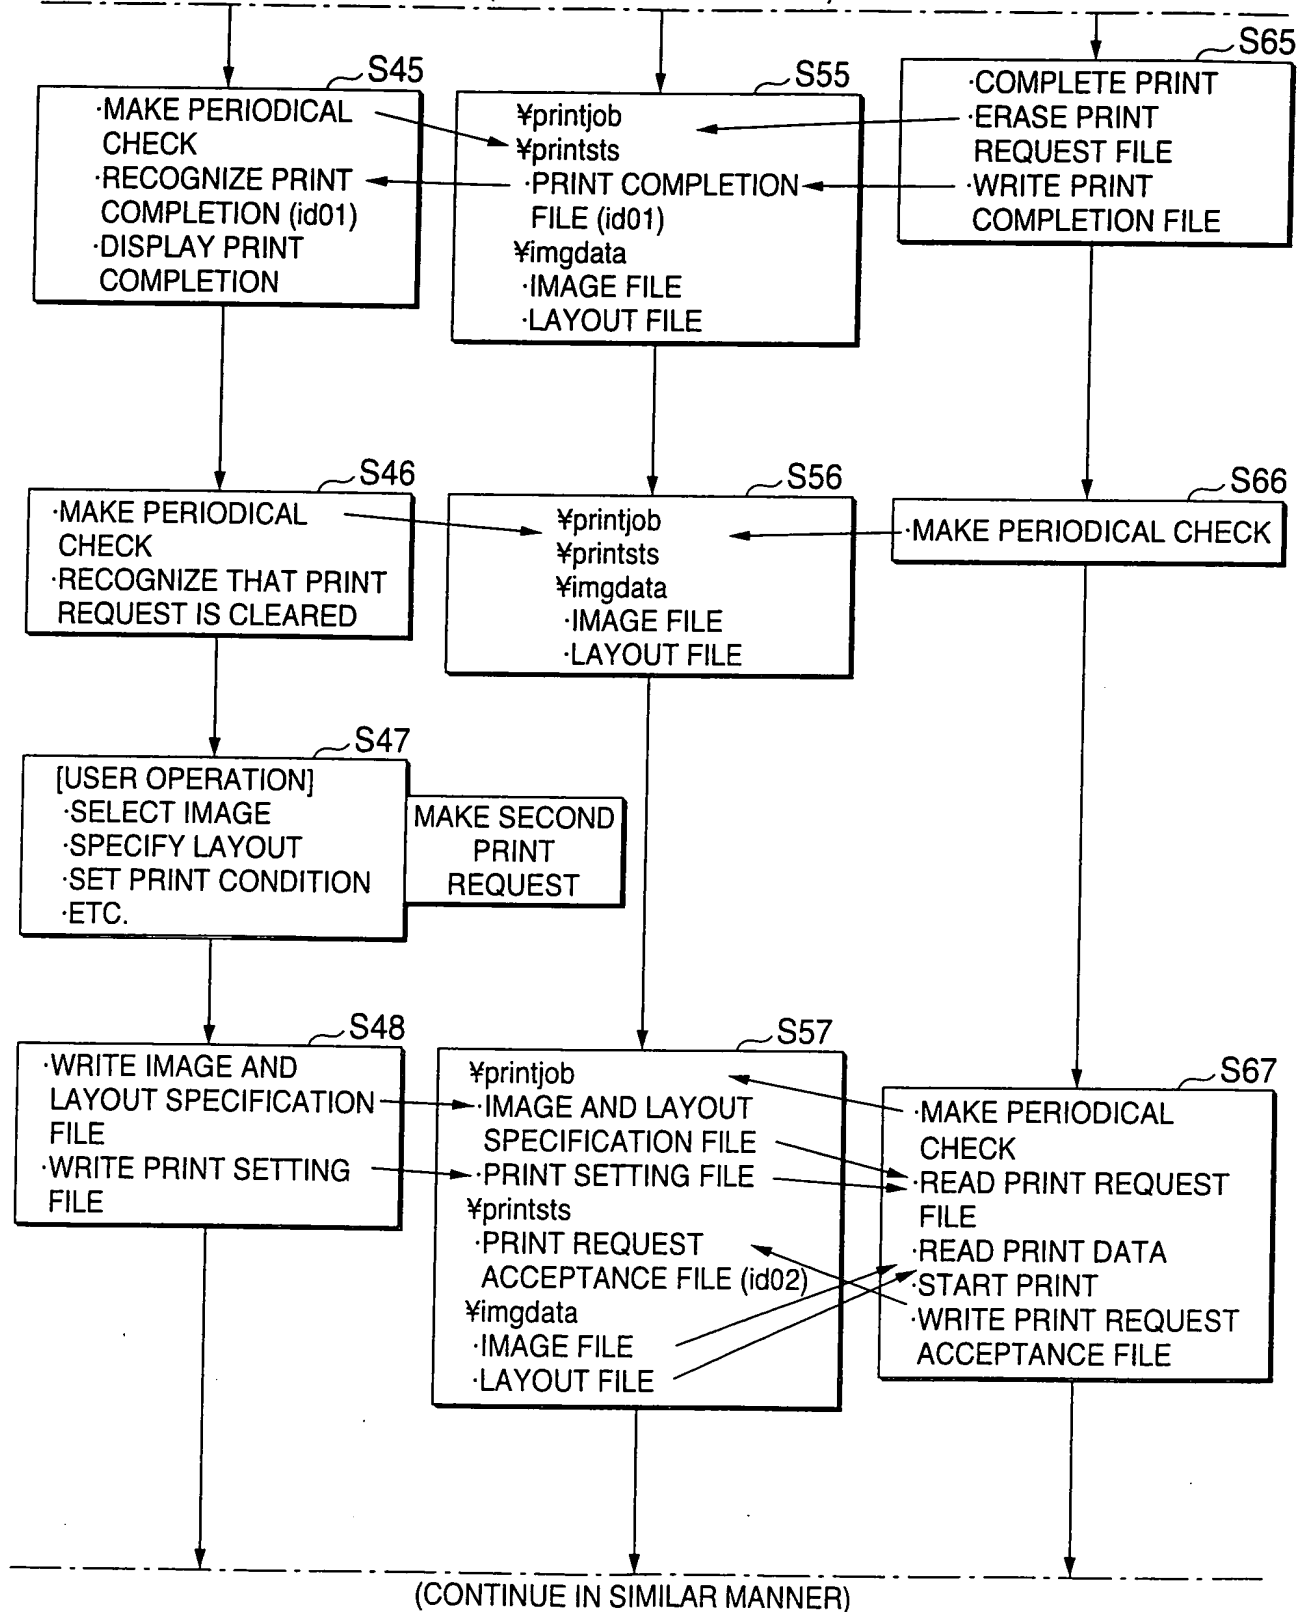 S45
·MAKE PERIODICAL
CHECK
·RECOGNIZE PRINT
COMPLETION (id01)
·DISPLAY PRINT
COMPLETION
S55
¥printjob
¥printsts
·PRINT COMPLETION
FILE (id01)
¥imgdata
·IMAGE FILE
·LAYOUT FILE
S65
·COMPLETE PRINT
·ERASE PRINT
REQUEST FILE
·WRITE PRINT
COMPLETION FILE
S46
·MAKE PERIODICAL
CHECK
·RECOGNIZE THAT PRINT
REQUEST IS CLEARED
S56
¥printjob
¥printsts
¥imgdata
·IMAGE FILE
·LAYOUT FILE
S66
·MAKE PERIODICAL CHECK
S47
[USER OPERATION]
·SELECT IMAGE
·SPECIFY LAYOUT
·SET PRINT CONDITION
·ETC.
MAKE SECOND
PRINT
REQUEST
S48
·WRITE IMAGE AND
LAYOUT SPECIFICATION
FILE
·WRITE PRINT SETTING
FILE
S57
¥printjob
·IMAGE AND LAYOUT
SPECIFICATION FILE
·PRINT SETTING FILE
¥printsts
·PRINT REQUEST
ACCEPTANCE FILE (id02)
¥imgdata
·IMAGE FILE
·LAYOUT FILE
S67
·MAKE PERIODICAL
CHECK
·READ PRINT REQUEST
FILE
·READ PRINT DATA
·START PRINT
·WRITE PRINT REQUEST
ACCEPTANCE FILE
(CONTINUE IN SIMILAR MANNER)